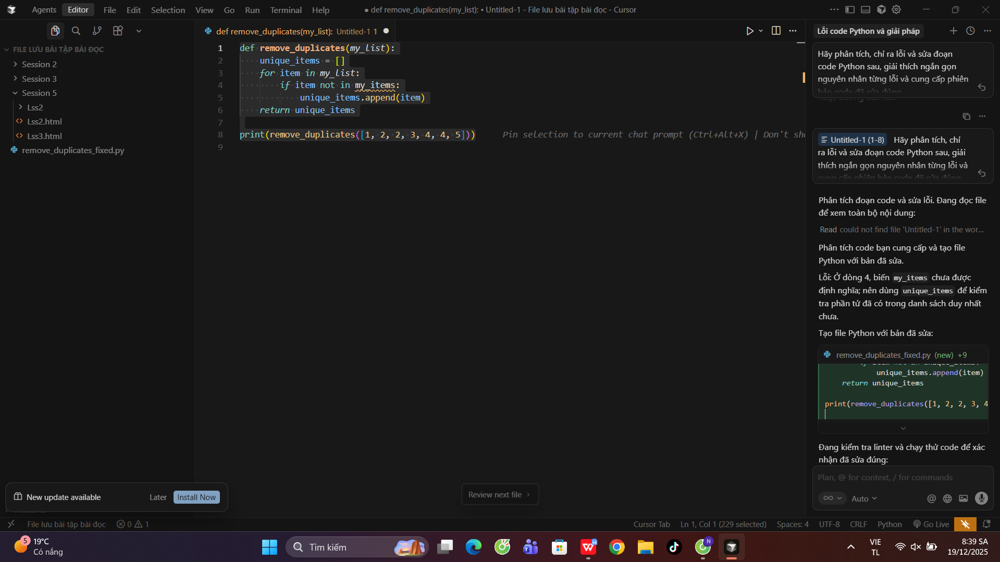 Agents Editor File Edit Selection View Go Run Terminal Help
● def remove_duplicates(my_list): • Untitled-1 - File lưu bài tập bài đọc - Cursor
FILE LƯU BÀI TẬP BÀI ĐỌC
Session 2
Session 3
Session 5
Lss2
Lss2.html
Lss3.html
remove_duplicates_fixed.py
def remove_duplicates(my_list): Untitled-1 1
1 def remove_duplicates(my_list):
2 unique_items = []
3 for item in my_list:
4 if item not in my_items:
5 unique_items.append(item)
6 return unique_items
7
8 print(remove_duplicates([1, 2, 2, 3, 4, 4, 5])) Pin selection to current chat prompt (Ctrl+Alt+X) | Don't sh
9
Review next file
Lỗi code Python và giải pháp
Hãy phân tích, chỉ ra lỗi và sửa đoạn
code Python sau, giải thích ngắn gọn
nguyên nhân từng lỗi và cung cấp phiên
bản code đã sửa đúng
Untitled-1 (1-8) Hãy phân tích, chỉ
ra lỗi và sửa đoạn code Python sau, giải
thích ngắn gọn nguyên nhân từng lỗi và
cung cấp phiên bản code đã sửa đúng
Phân tích đoạn code và sửa lỗi. Đang đọc file
để xem toàn bộ nội dung:
Read could not find file 'Untitled-1' in the wor...
Phân tích code bạn cung cấp và tạo file
Python với bản đã sửa.
Lỗi: Ở dòng 4, biến my_items chưa được
định nghĩa; nên dùng unique_items để kiểm
tra phần tử đã có trong danh sách duy nhất
chưa.
Tạo file Python với bản đã sửa:
remove_duplicates_fixed.py (new) +9
unique_items.append(item)
return unique_items
print(remove_duplicates([1, 2, 2, 3, 4
Đang kiểm tra linter và chạy thử code để xác
nhận đã sửa đúng:
Plan, @ for context, / for commands
Auto
New update available Later Install Now
File lưu bài tập bài đọc 0 1
Cursor Tab Ln 1, Col 1 (229 selected) Spaces: 4 UTF-8 CRLF Python Go Live
5
19°C
Có nắng
Tìm kiếm
VIE
TL
8:39 SA
19/12/2025